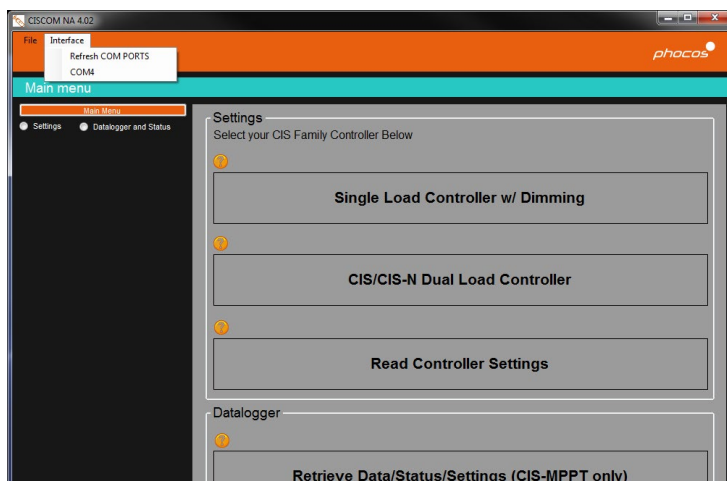 CISCOM NA 4.02
File Interface
Refresh COM PORTS
COM4
phocos
Main menu
Main Menu
Settings Datalogger and Status
Settings
Select your CIS Family Controller Below
?
Single Load Controller w/ Dimming
?
CIS/CIS-N Dual Load Controller
?
Read Controller Settings
Datalogger
?
Retrieve Data/Status/Settings (CIS-MPPT only)